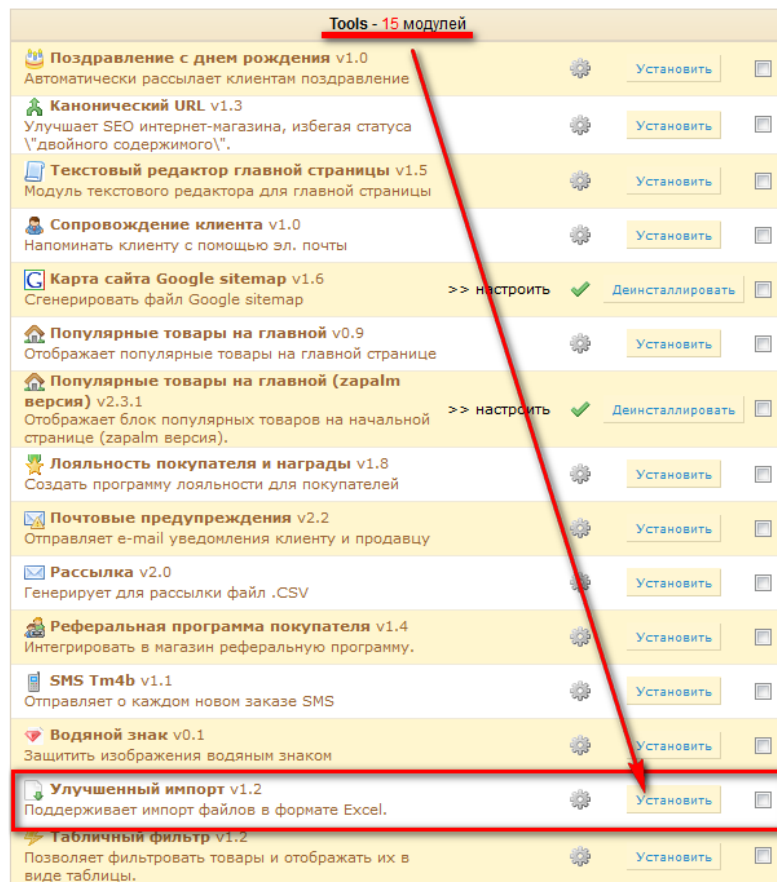 Tools - 15 модулей
Поздравление с днем рождения v1.0
Автоматически рассылает клиентам поздравление
Установить
Канонический URL v1.3
Улучшает SEO интернет-магазина, избегая статуса
\"двойного содержимого\".
Установить
Текстовый редактор главной страницы v1.5
Модуль текстового редактора для главной страницы
Установить
Сопровождение клиента v1.0
Напоминать клиенту с помощью эл. почты
Установить
G Карта сайта Google sitemap v1.6
Сгенерировать файл Google sitemap
>> настроить
Деинсталлировать
Популярные товары на главной v0.9
Отображает популярные товары на главной странице
Установить
Популярные товары на главной (zapalm
версия) v2.3.1
Отображает блок популярных товаров на начальной
странице (zapalm версия).
>> настроить
Деинсталлировать
Лояльность покупателя и награды v1.8
Создать программу лояльности для покупателей
Установить
Почтовые предупреждения v2.2
Отправляет e-mail уведомления клиенту и продавцу
Установить
Рассылка v2.0
Генерирует для рассылки файл .CSV
Установить
Реферальная программа покупателя v1.4
Интегрировать в магазин реферальную программу.
Установить
SMS Tm4b v1.1
Отправляет о каждом новом заказе SMS
Установить
Водяной знак v0.1
Защитить изображения водяным знаком
Установить
Улучшенный импорт v1.2
Поддерживает импорт файлов в формате Excel.
Установить
Табличный фильтр v1.2
Позволяет фильтровать товары и отображать их в
виде таблицы.
Установить